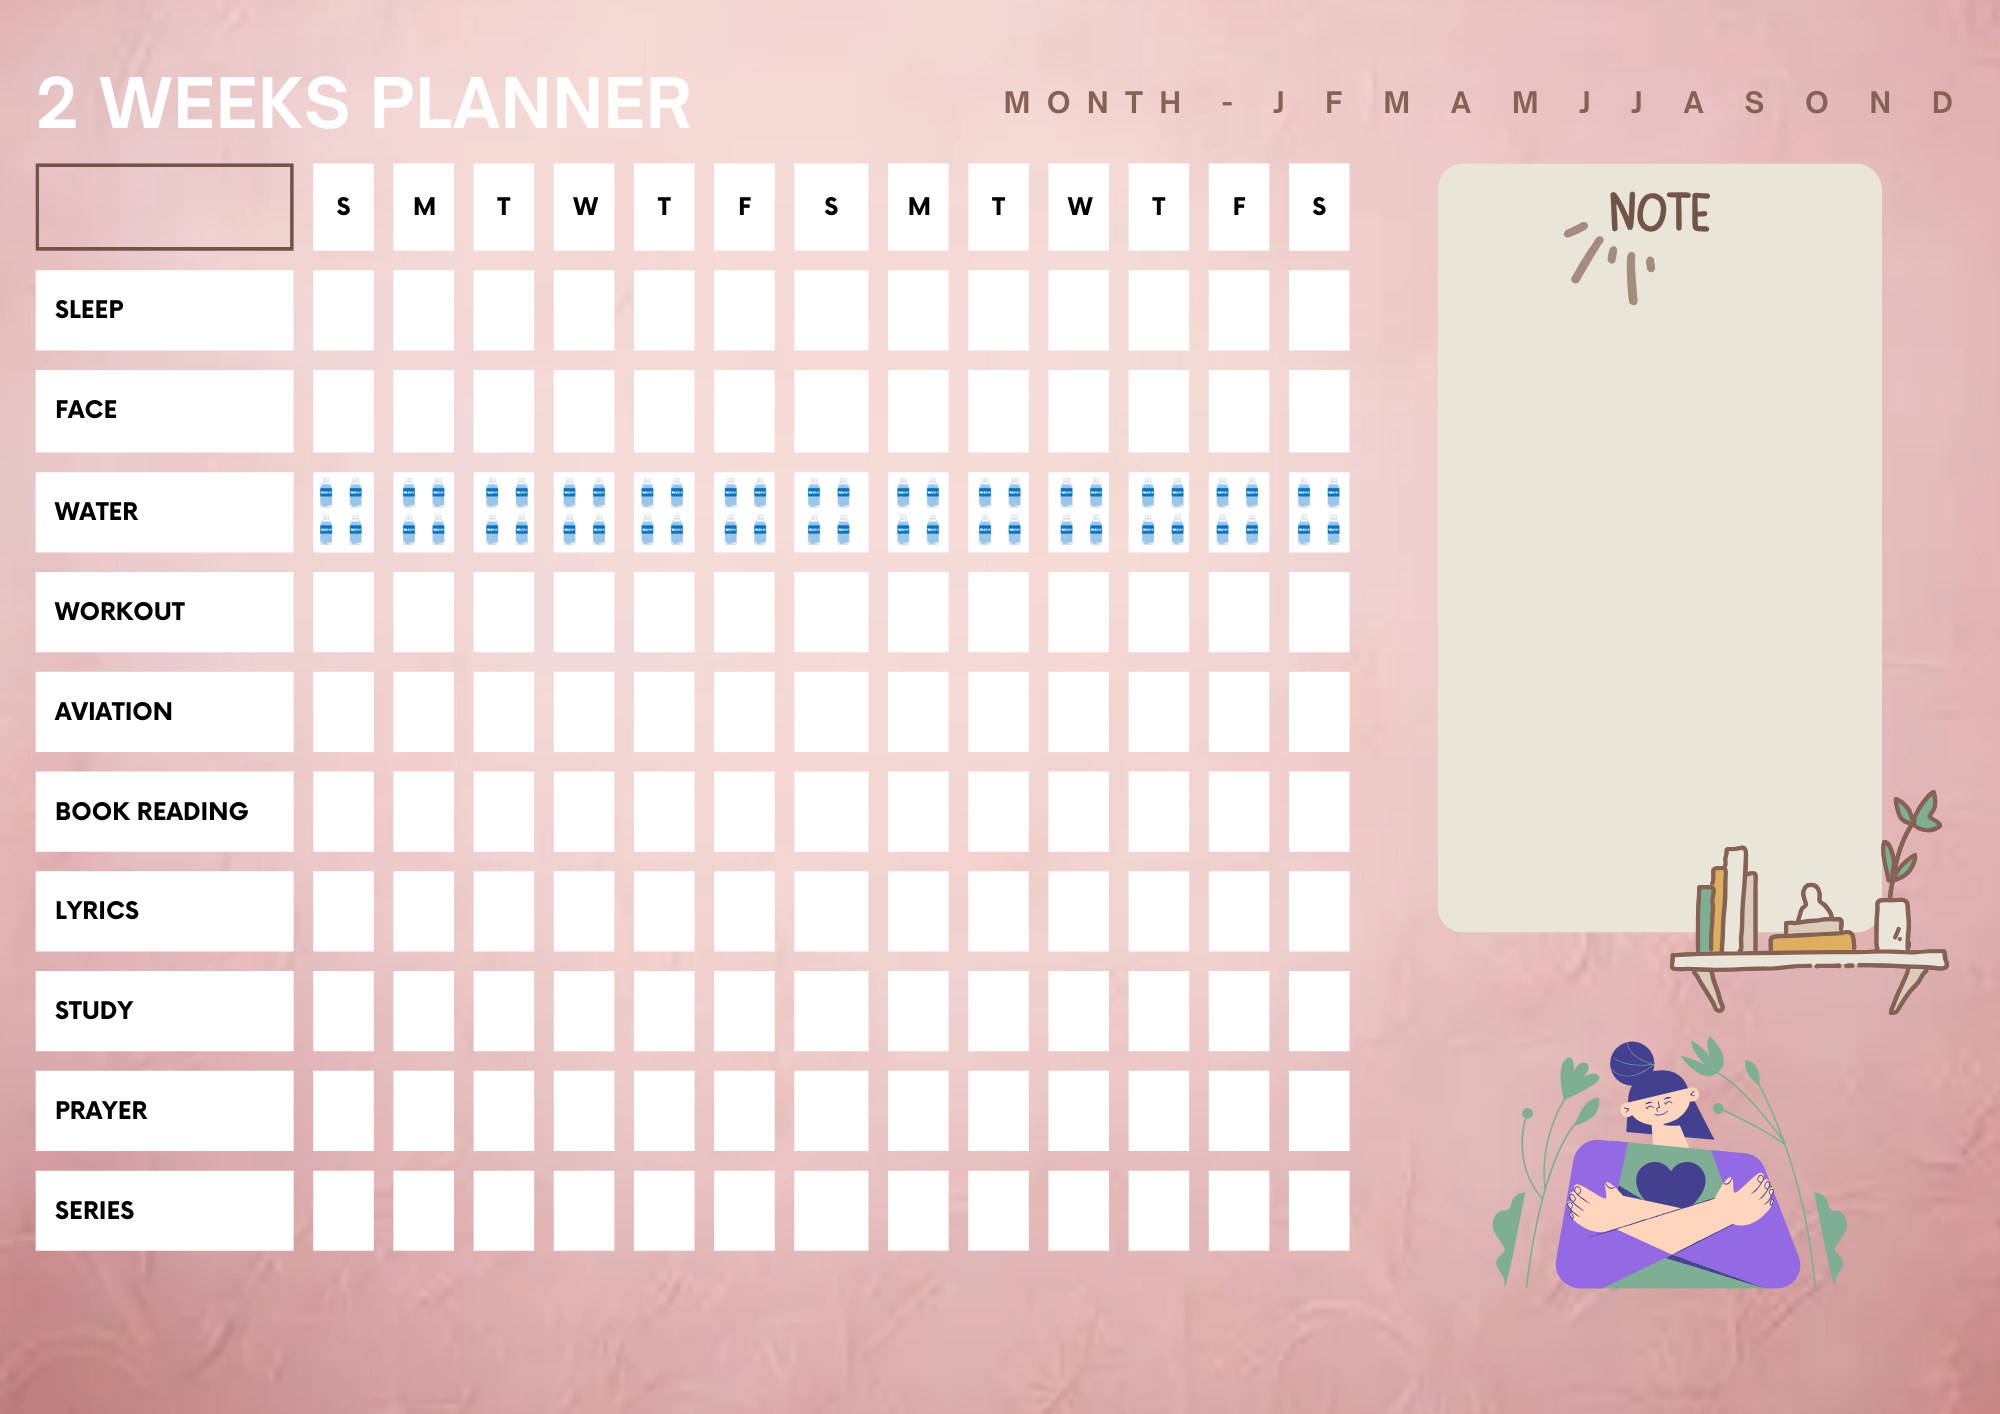 2 WEEKS PLANNER
MONTH - J F M A M J J A S O N D
S M T W T F S M T W T F S
NOTE
SLEEP
FACE
WATER
WORKOUT
AVIATION
BOOK READING
LYRICS
STUDY
PRAYER
SERIES